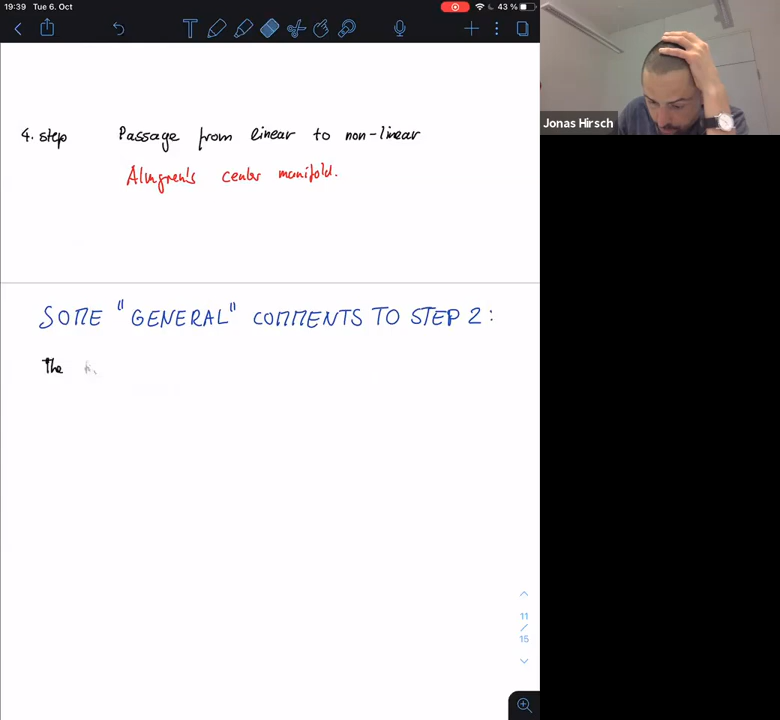 19:39 Tue 6. Oct
43 %
T
Jonas Hirsch
4. step Passage from linear to non-linear
Almgren's center manifold.
SOME "GENERAL" COMMENTS TO STEP 2:
The
11
/
15